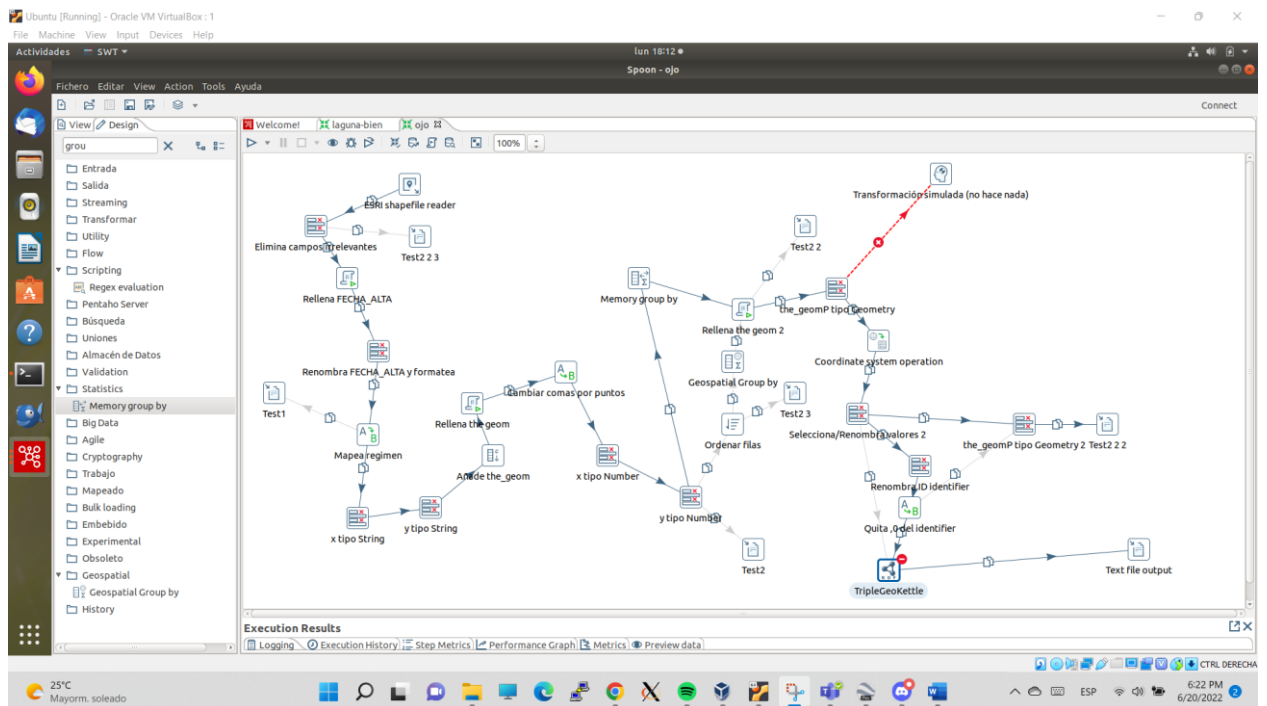 Ubuntu [Running] - Oracle VM VirtualBox : 1
File Machine View Input Devices Help
Actividades SWT lun 18:12
Spoon - ojo
Fichero Editar View Action Tools Ayuda
Connect
View Design
Welcome! laguna-bien ojo
grou
100%
Entrada
Salida
Streaming
Transformar
Utility
Flow
Scripting
Regex evaluation
Pentaho Server
Búsqueda
Uniones
Almacén de Datos
Validation
Statistics
Memory group by
Big Data
Agile
Cryptography
Trabajo
Mapeado
Bulk loading
Embebido
Experimental
Obsoleto
Geospatial
Geospatial Group by
History
ESRI shapefile reader
Transformación simulada (no hace nada)
Elimina campos irrelevantes
Test2 2 3
Test2 2
Rellena FECHA_ALTA
Memory group by
the_geomP tipo Geometry
Rellena the geom 2
Renombra FECHA_ALTA y formatea
Coordinate system operation
Geospatial Group by
Cambiar comas por puntos
Test1
Rellena the geom
Test2 3
Selecciona/Renombra valores 2
Ordenar filas
the_geomP tipo Geometry 2
Test2 2 2
Mapea regimen
Añade the_geom
x tipo Number
Renombra ID identifier
x tipo String
y tipo String
y tipo Number
Quita ,0 del identifier
Test2
Text file output
TripleGeoKettle
Execution Results
Logging Execution History Step Metrics Performance Graph Metrics Preview data
CTRL DERECHA
25°C
Mayorm. soleado
ESP
6:22 PM
6/20/2022
2